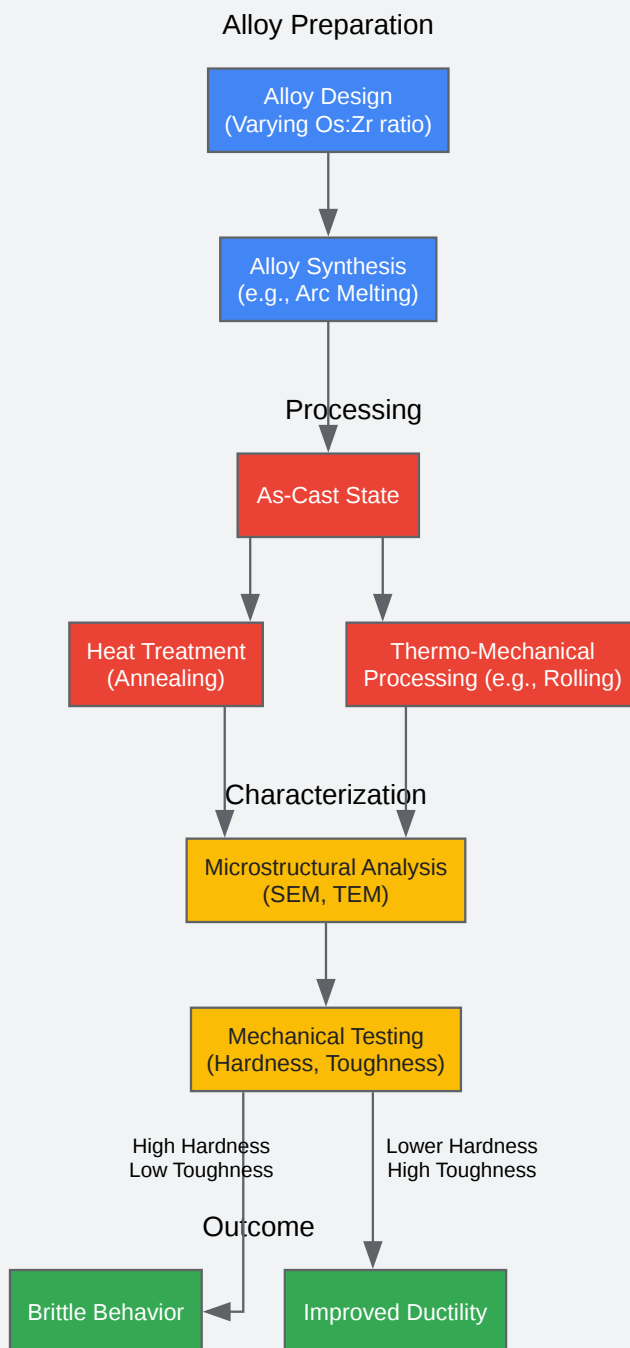 Alloy Preparation
Alloy Design
(Varying Os:Zr ratio)
Alloy Synthesis
(e.g., Arc Melting)
Processing
As-Cast State
Heat Treatment
(Annealing)
Thermo-Mechanical
Processing (e.g., Rolling)
Characterization
Microstructural Analysis
(SEM, TEM)
Mechanical Testing
(Hardness, Toughness)
High Hardness
Low Toughness
Lower Hardness
High Toughness
Outcome
Brittle Behavior
Improved Ductility